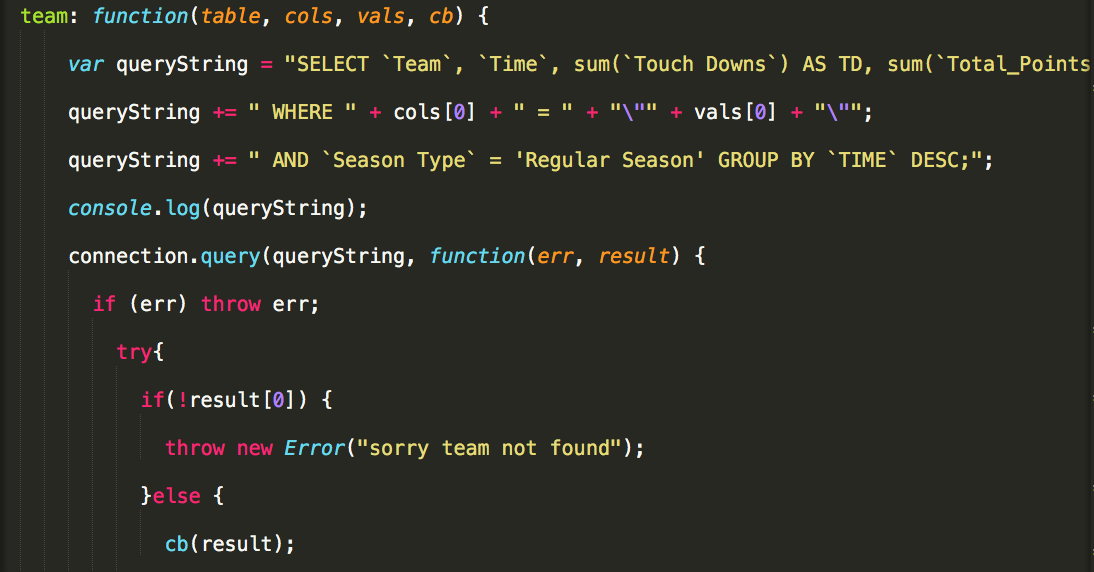 team: function(table, cols, vals, cb) {
var queryString = "SELECT `Team`, `Time`, sum(`Touch Downs`) AS TD, sum(`Total_Points
queryString += " WHERE " + cols[0] + " = " + "\"" + vals[0] + "\"";
queryString += " AND `Season Type` = 'Regular Season' GROUP BY `TIME` DESC;";
console.log(queryString);
connection.query(queryString, function(err, result) {
if (err) throw err;
try{
if(!result[0]) {
throw new Error("sorry team not found");
}else {
cb(result);